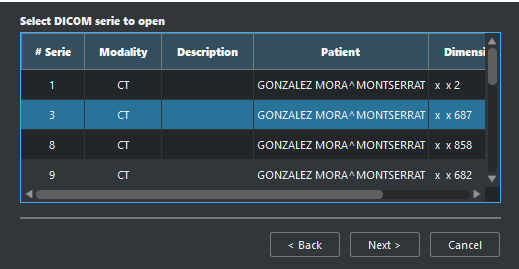 Select DICOM serie to open
# Serie Modality Description Patient Dimensi
1 CT GONZALEZ MORA^MONTSERRAT x x 2
3 CT GONZALEZ MORA^MONTSERRAT x x 687
8 CT GONZALEZ MORA^MONTSERRAT x x 858
9 CT GONZALEZ MORA^MONTSERRAT x x 682
< Back Next > Cancel